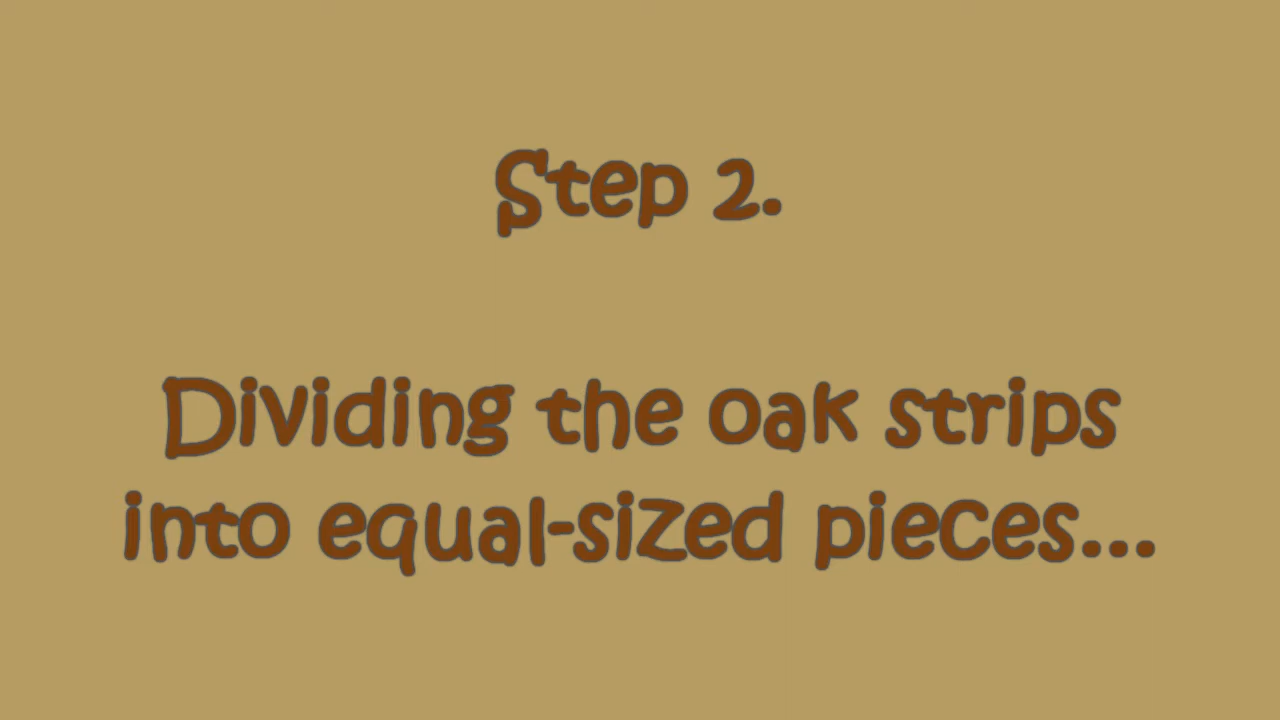 Step 2.
Dividing the oak strips
into equal-sized pieces...